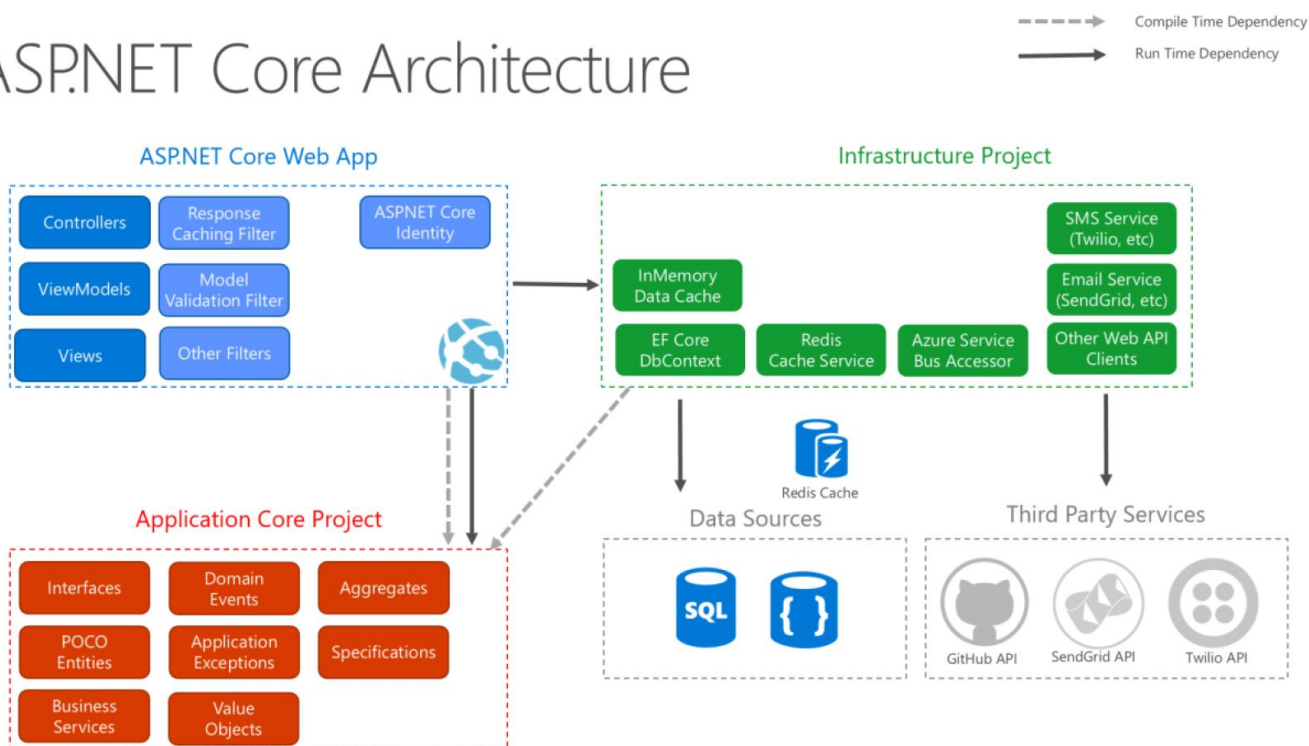 Compile Time Dependency
Run Time Dependency
ASP.NET Core Architecture
ASP.NET Core Web App
Controllers
Response
Caching Filter
ASP.NET Core
Identity
ViewModels
Model
Validation Filter
Views
Other Filters
Infrastructure Project
SMS Service
(Twilio, etc)
InMemory
Data Cache
Email Service
(SendGrid, etc)
EF Core
DbContext
Redis
Cache Service
Azure Service
Bus Accessor
Other Web API
Clients
Redis Cache
Application Core Project
Interfaces
Domain
Events
Aggregates
POCO
Entities
Application
Exceptions
Specifications
Business
Services
Value
Objects
Data Sources
SQL
{ }
Third Party Services
GitHub API
SendGrid API
Twilio API